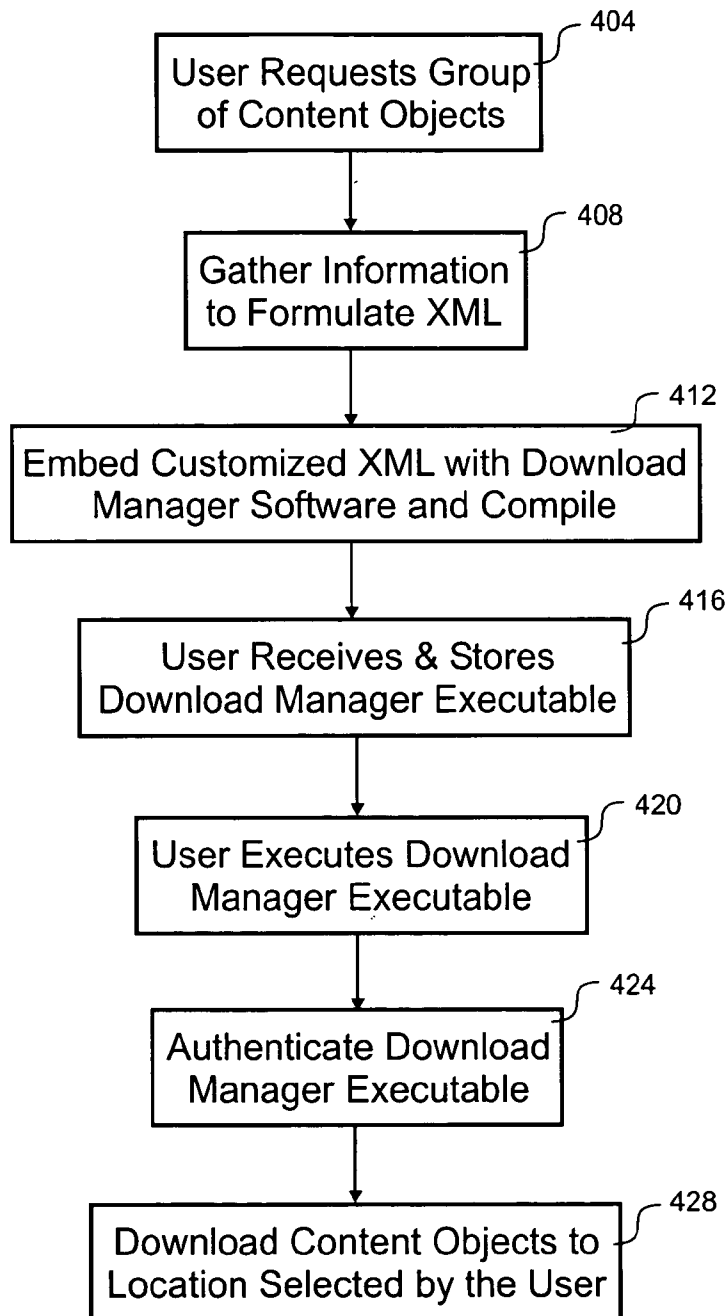 404
User Requests Group
of Content Objects
408
Gather Information
to Formulate XML
412
Embed Customized XML with Download
Manager Software and Compile
416
User Receives & Stores
Download Manager Executable
420
User Executes Download
Manager Executable
424
Authenticate Download
Manager Executable
428
Download Content Objects to
Location Selected by the User